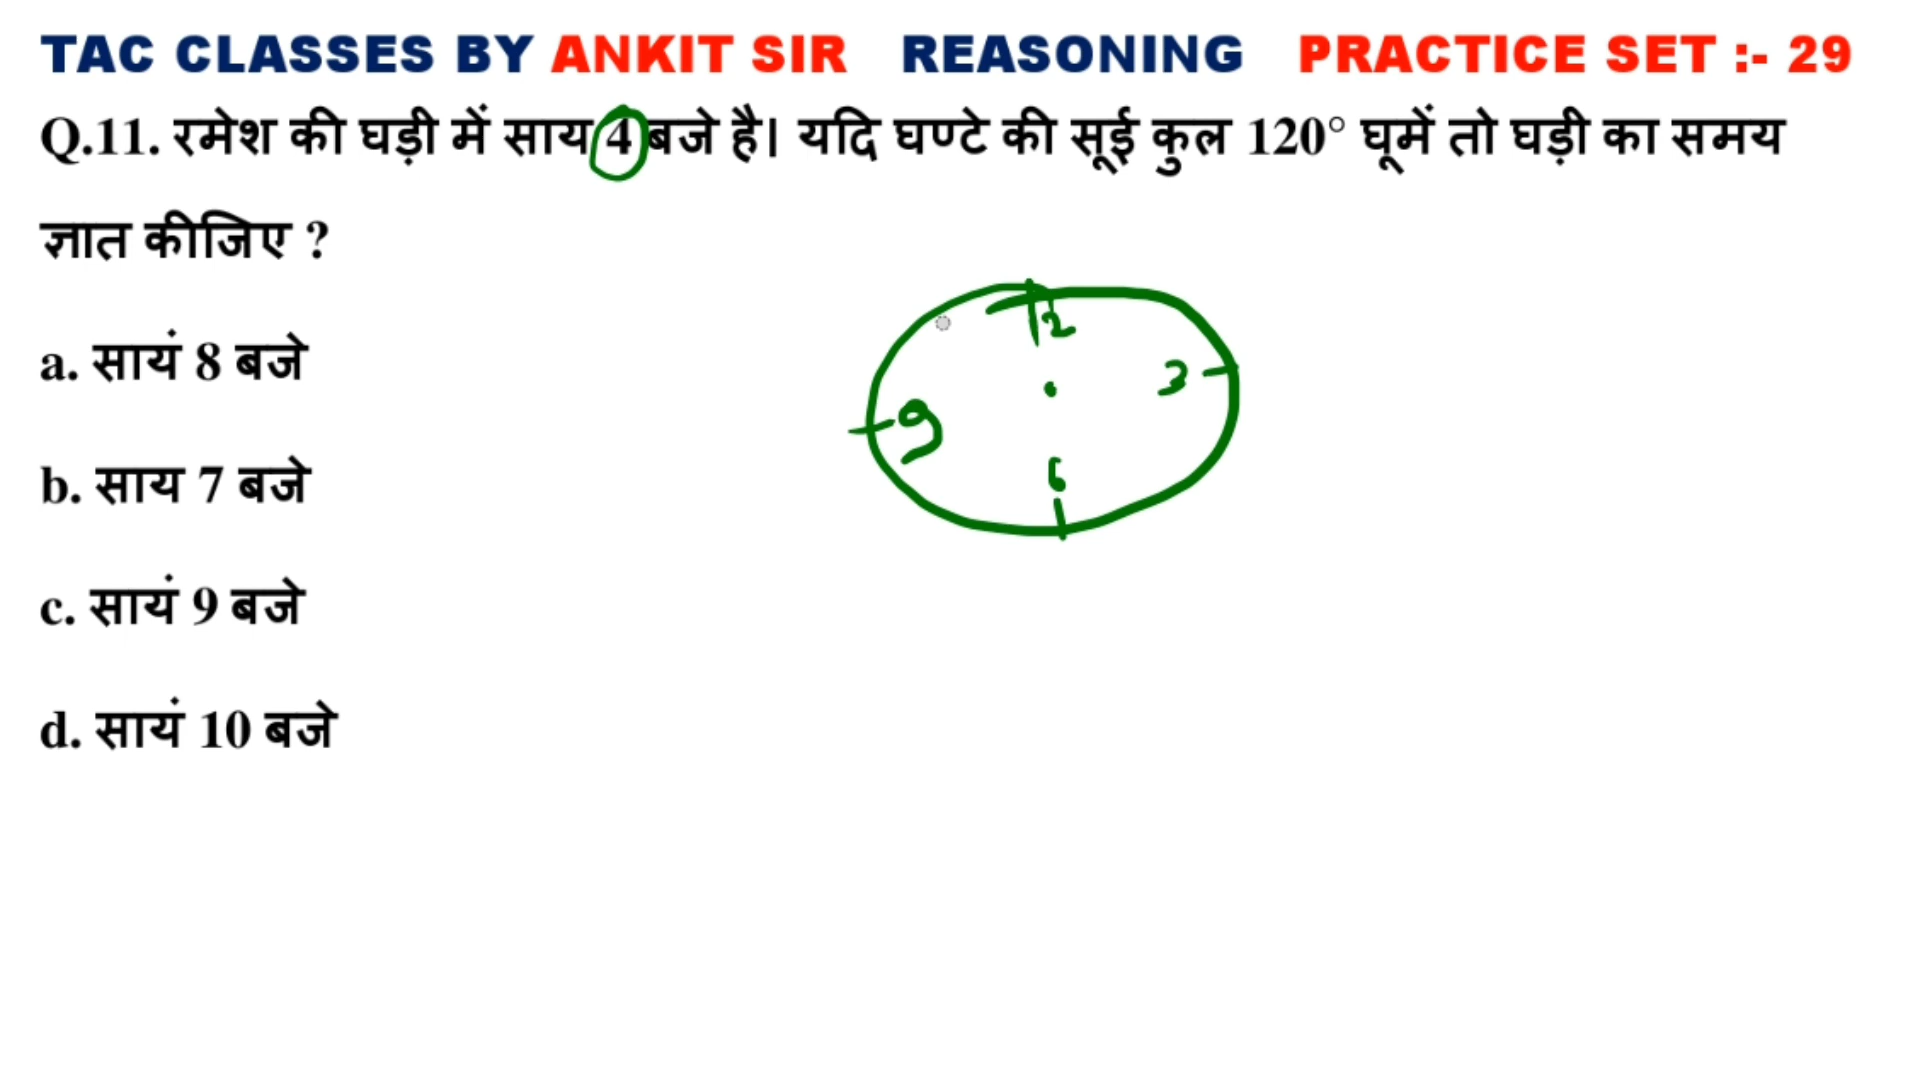 TAC CLASSES BY ANKIT SIR REASONING PRACTICE SET :- 29
Q.11. रमेश की घड़ी में साय 4 बजे है। यदि घण्टे की सूई कुल 120° घूमें तो घड़ी का समय
ज्ञात कीजिए ?
12
3
9
6
a. सायं 8 बजे
b. साय 7 बजे
c. सायं 9 बजे
d. सायं 10 बजे